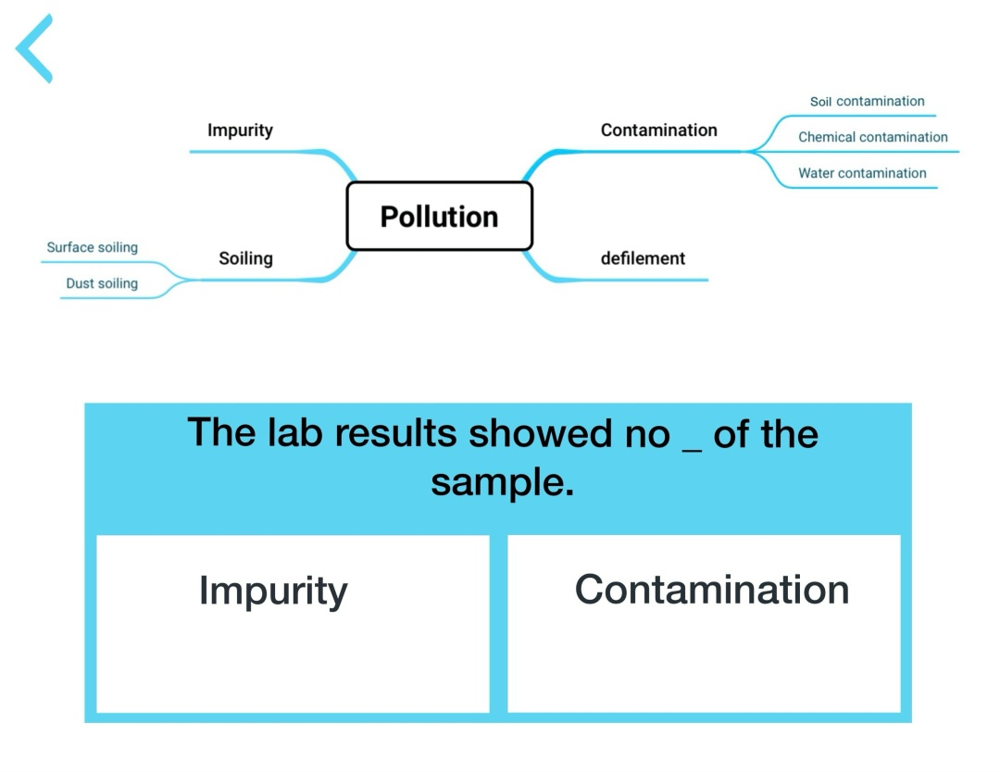 Impurity
Contamination
Soil contamination
Chemical contamination
Water contamination
Pollution
Surface soiling
Dust soiling
Soiling
defilement
The lab results showed no _ of the
sample.
Impurity
Contamination